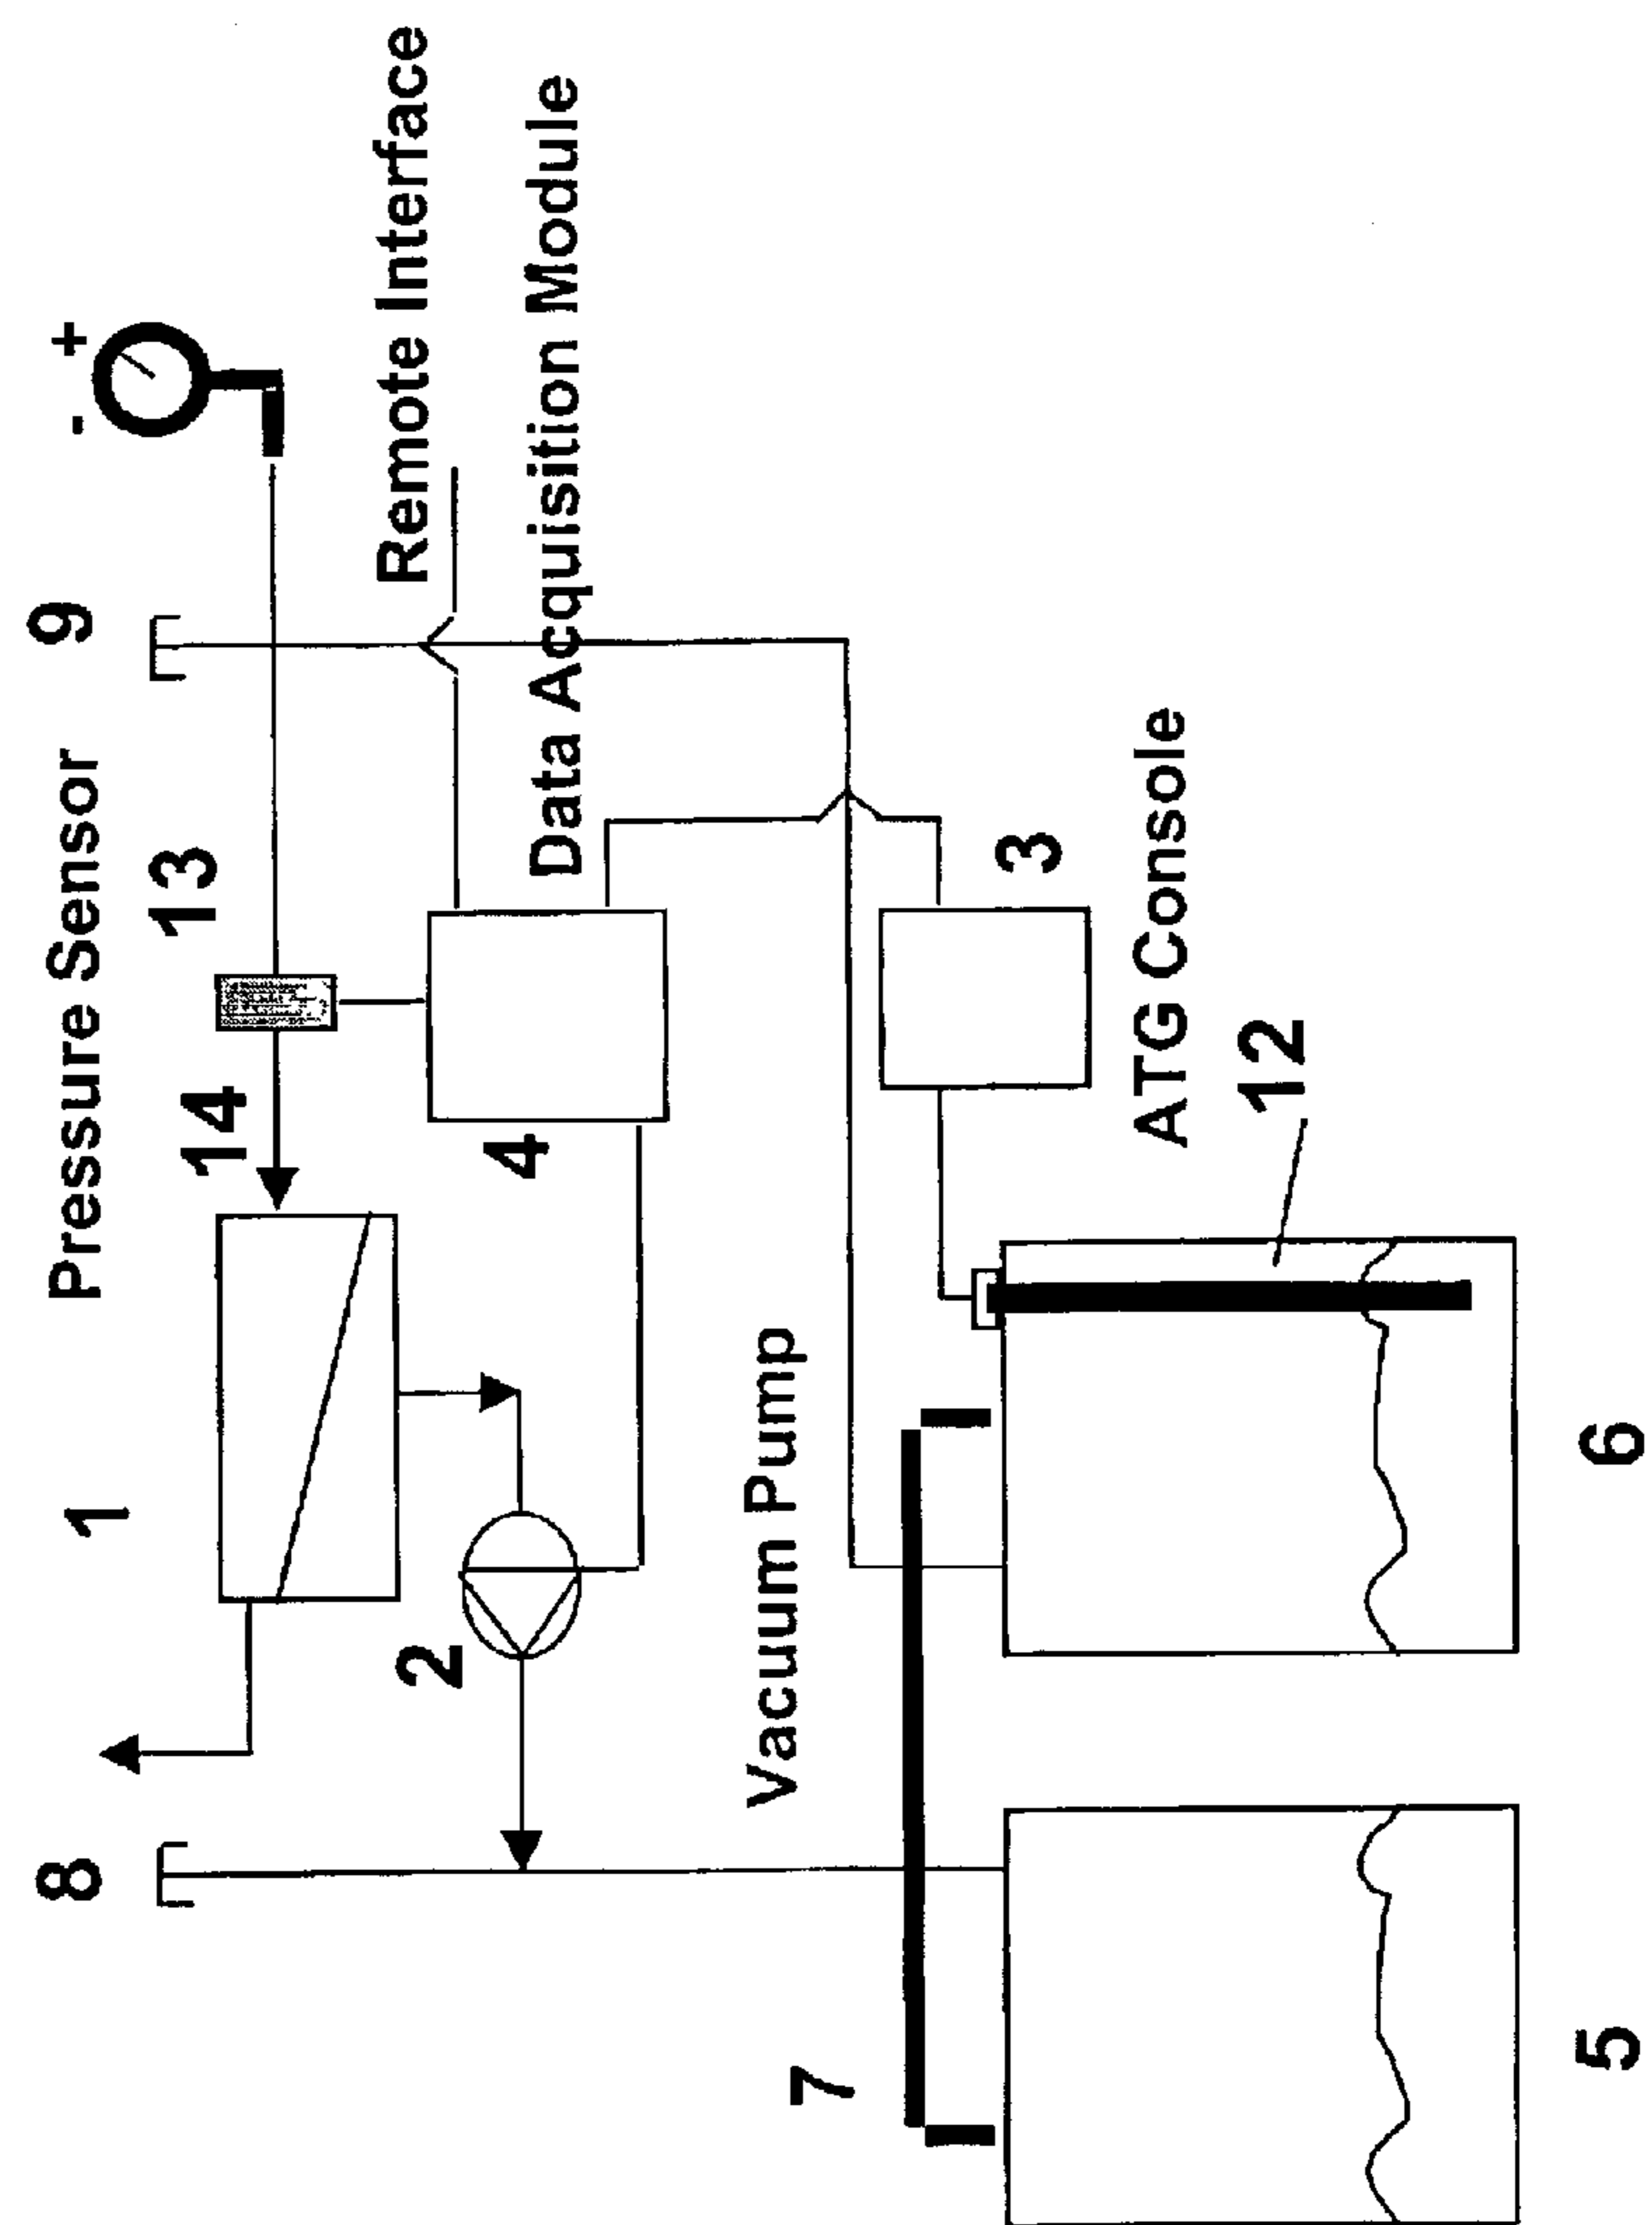 8
1
Pressure Sensor
9
- +
13
14
Remote Interface
2
4
Data Acquisition Module
Vacuum Pump
7
3
ATG Console
12
5
6